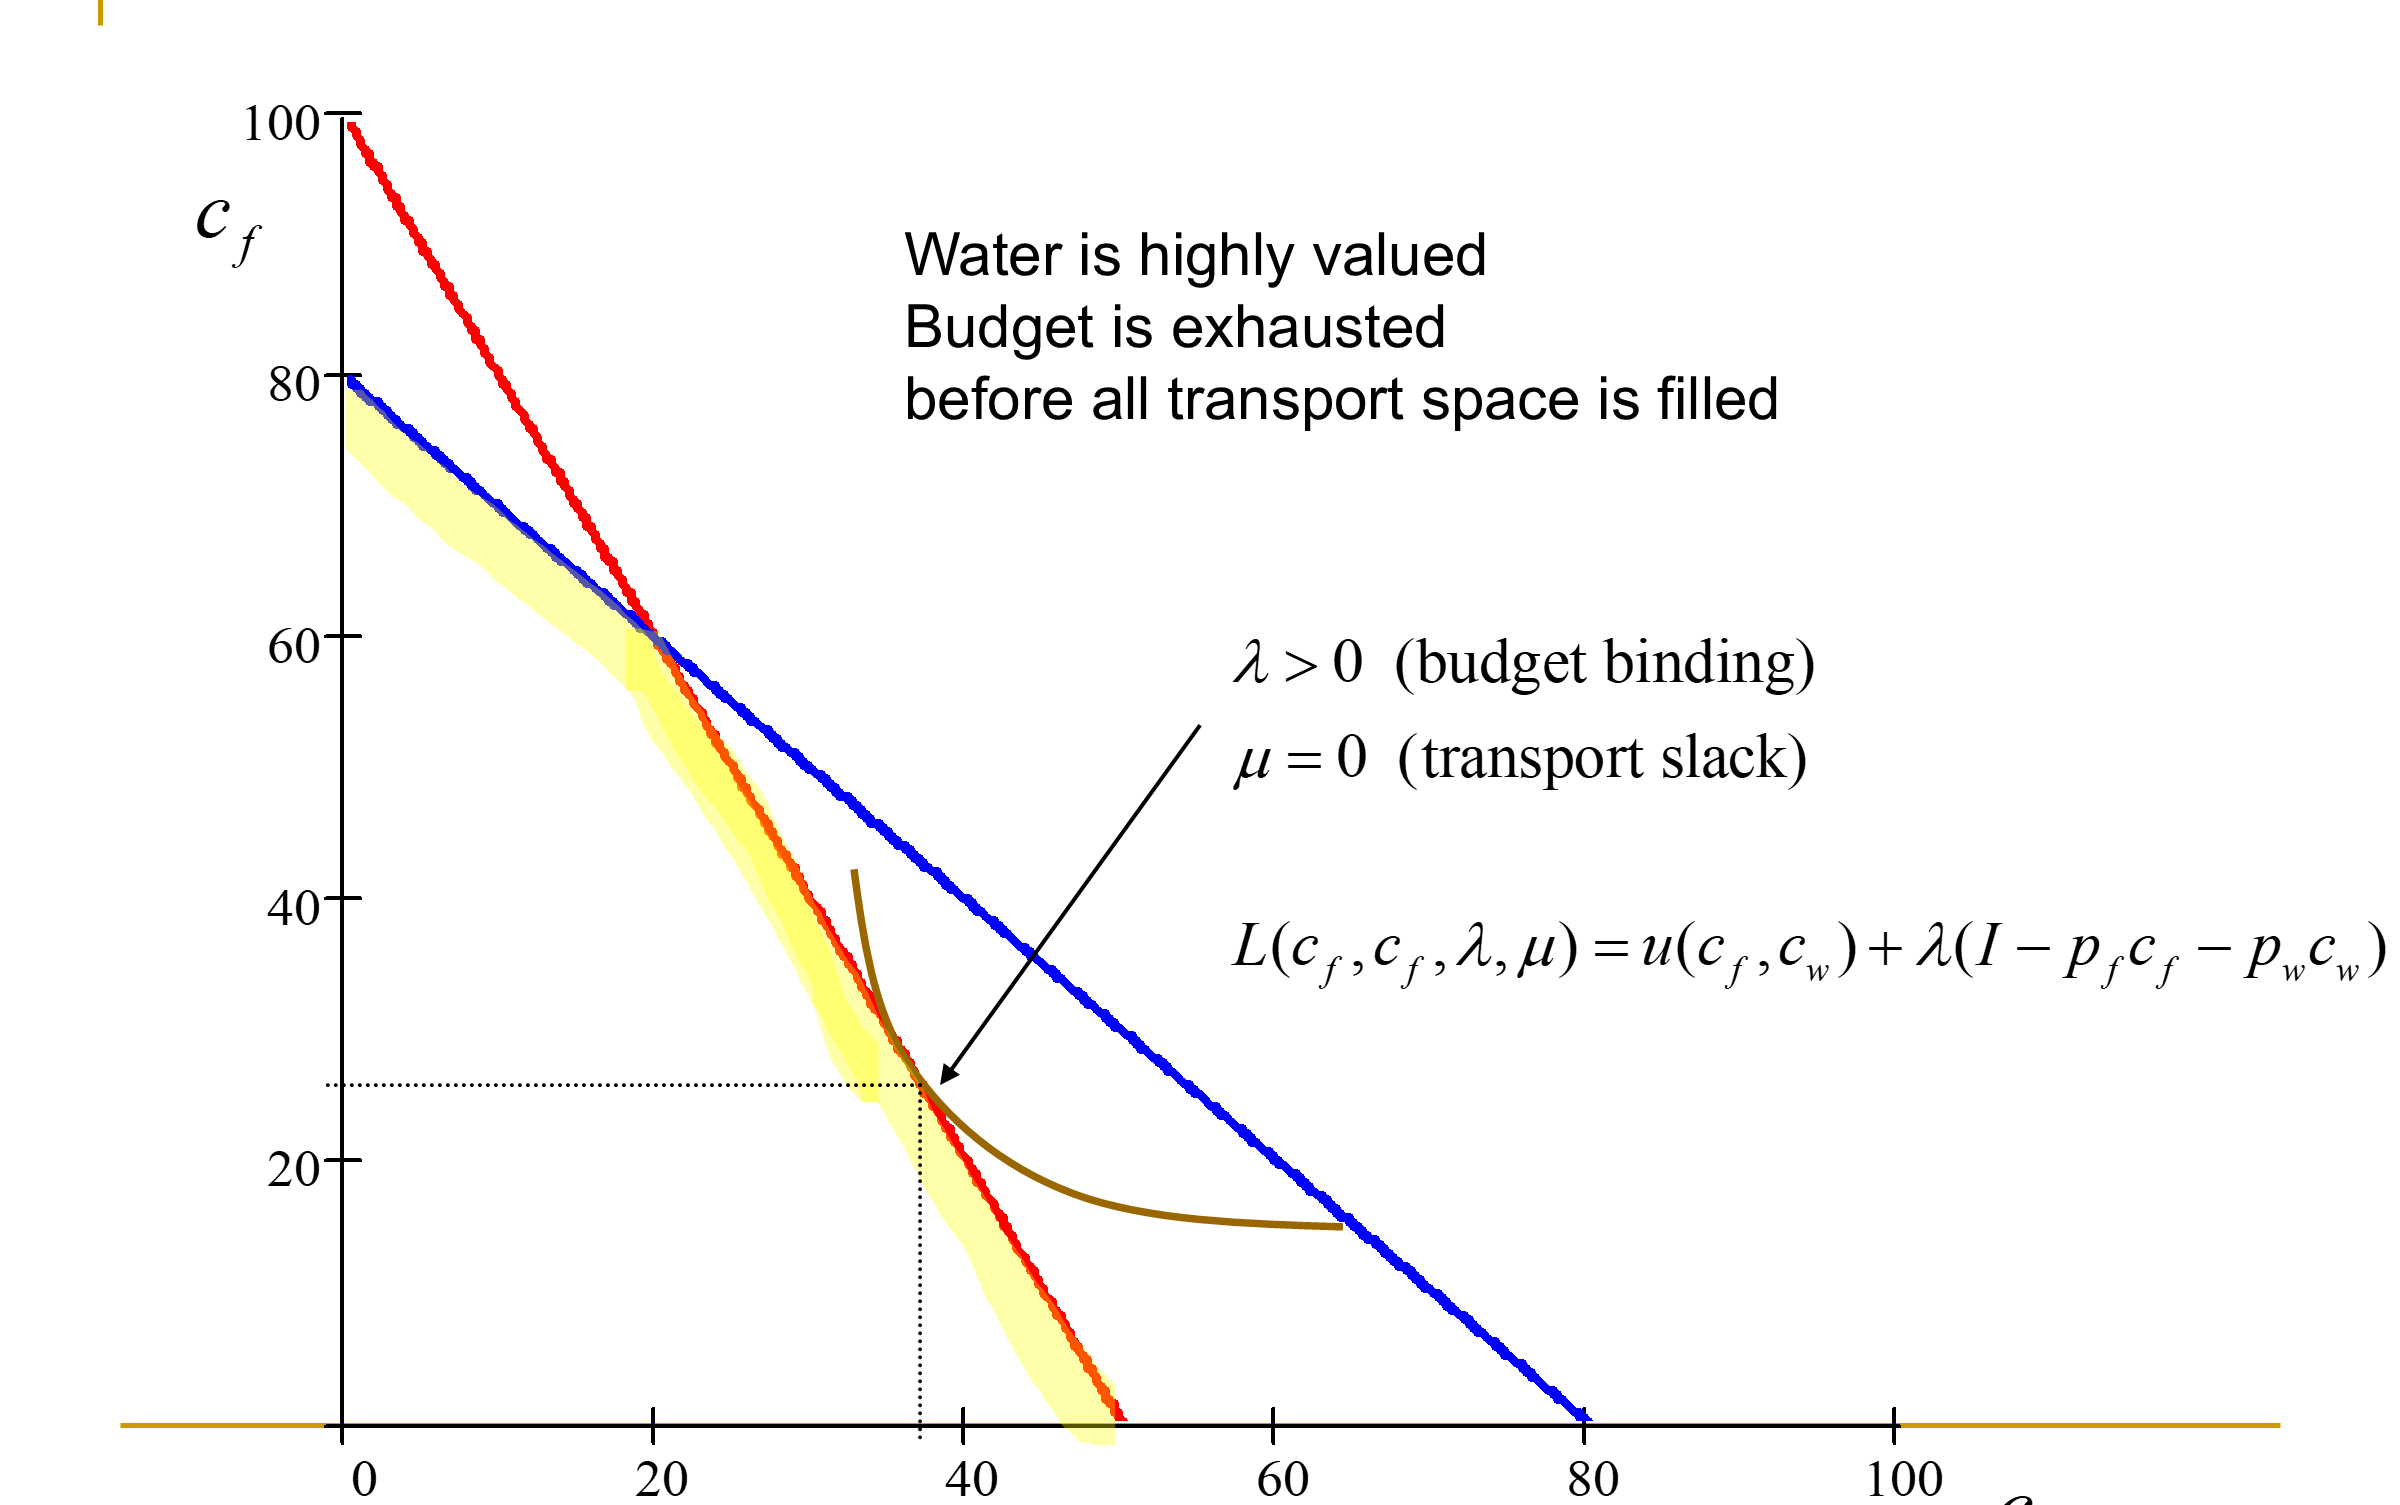 100
c_f
Water is highly valued
Budget is exhausted
80
before all transport space is filled
60
λ > 0 (budget binding)
μ = 0 (transport slack)
40
L(c_f, c_f, λ, μ) = u(c_f, c_w) + λ(I − p_f c_f − p_w c_w)
20
0 20 40 60 80 100